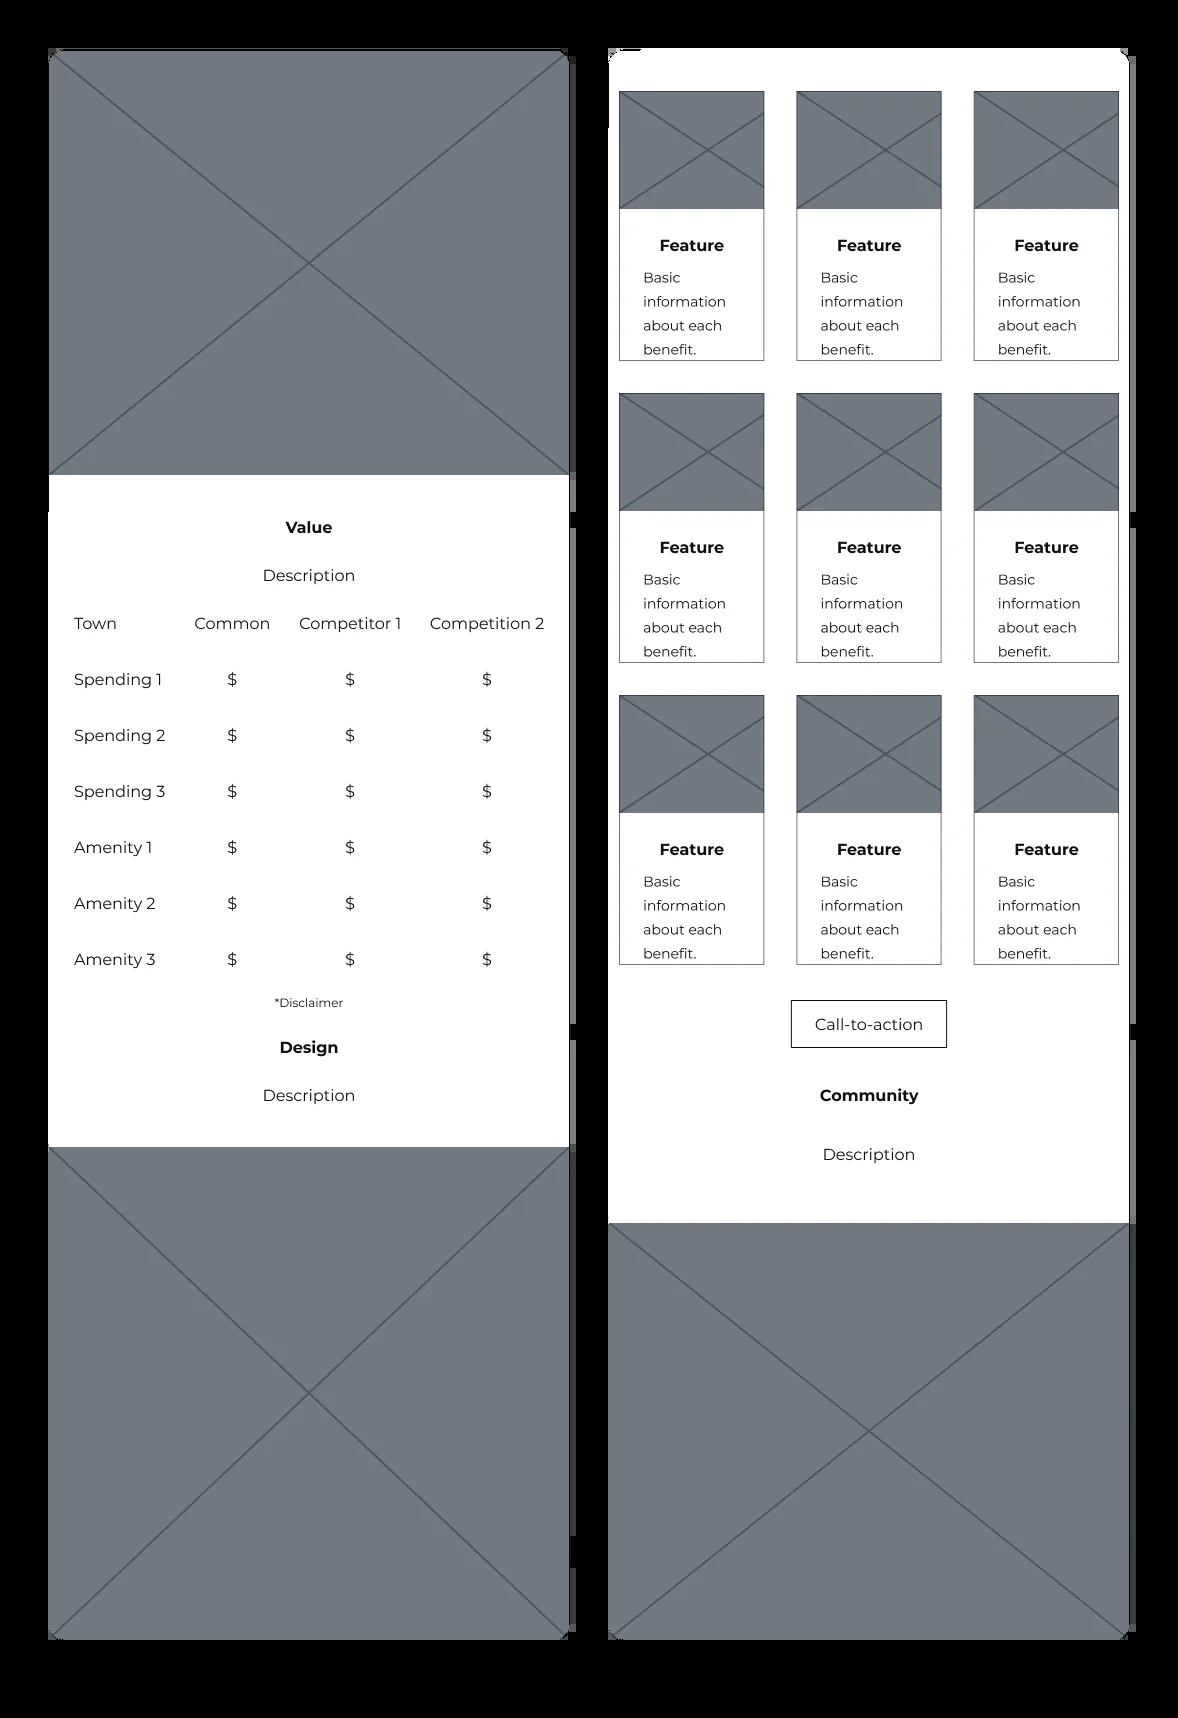 Value
Description
Town Common Competitor 1 Competition 2
Spending 1 $ $ $
Spending 2 $ $ $
Spending 3 $ $ $
Amenity 1 $ $ $
Amenity 2 $ $ $
Amenity 3 $ $ $
*Disclaimer
Design
Description
Feature
Basic
information
about each
benefit.
Feature
Basic
information
about each
benefit.
Feature
Basic
information
about each
benefit.
Feature
Basic
information
about each
benefit.
Feature
Basic
information
about each
benefit.
Feature
Basic
information
about each
benefit.
Feature
Basic
information
about each
benefit.
Feature
Basic
information
about each
benefit.
Feature
Basic
information
about each
benefit.
Call-to-action
Community
Description